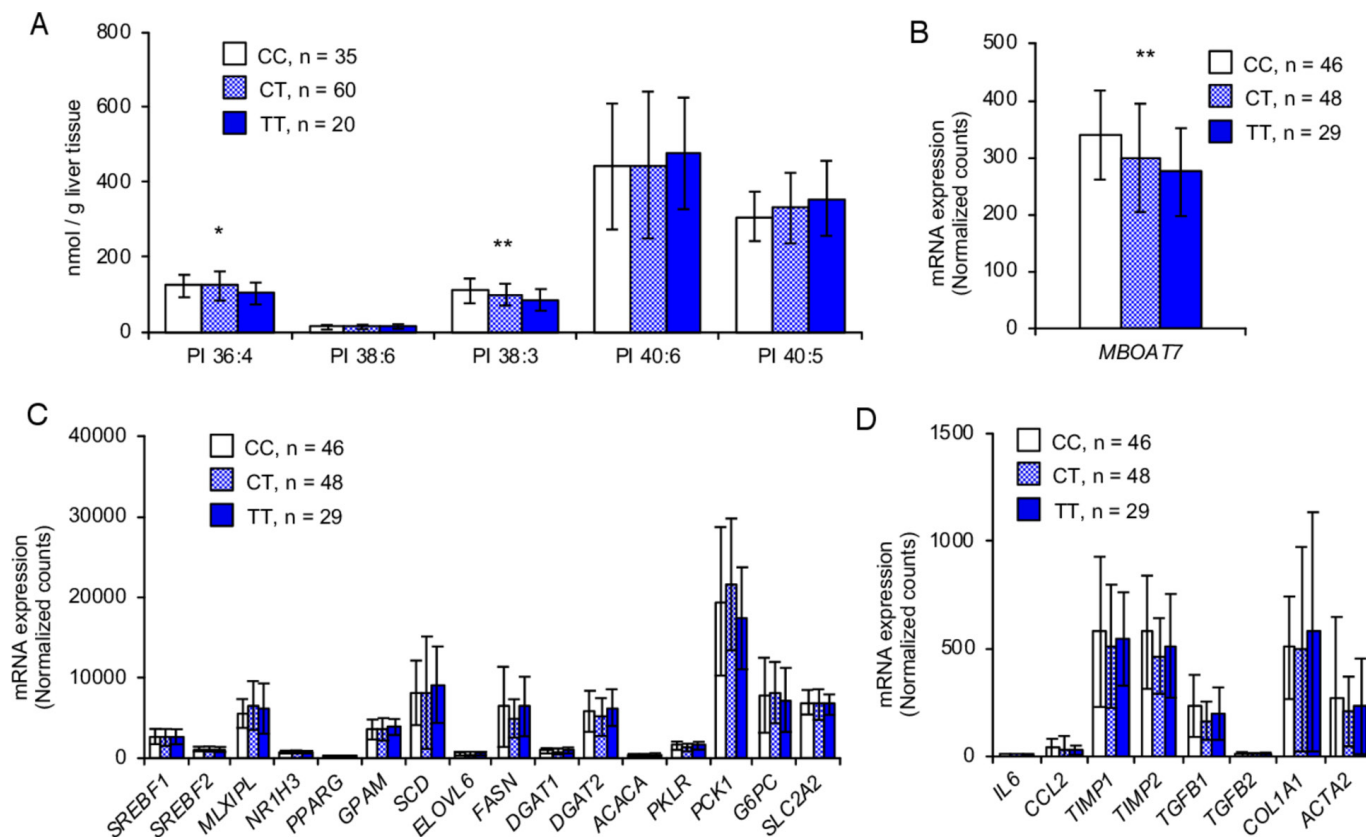 A
800
600
400
200
0
nmol / g liver tissue
CC, n = 35
CT, n = 60
TT, n = 20
*
**
PI 36:4
PI 38:6
PI 38:3
PI 40:6
PI 40:5
B
500
400
300
200
100
0
mRNA expression
(Normalized counts)
**
CC, n = 46
CT, n = 48
TT, n = 29
MBOAT7
C
40000
30000
20000
10000
0
mRNA expression
(Normalized counts)
CC, n = 46
CT, n = 48
TT, n = 29
SREBF1
SREBF2
MLXIPL
NR1H3
PPARG
GPAM
SCD
ELOVL6
FASN
DGAT1
DGAT2
ACACA
PKLR
PCK1
G6PC
SLC2A2
D
1500
1000
500
0
mRNA expression
(Normalized counts)
CC, n = 46
CT, n = 48
TT, n = 29
IL6
CCL2
TIMP1
TIMP2
TGFB1
TGFB2
COL1A1
ACTA2